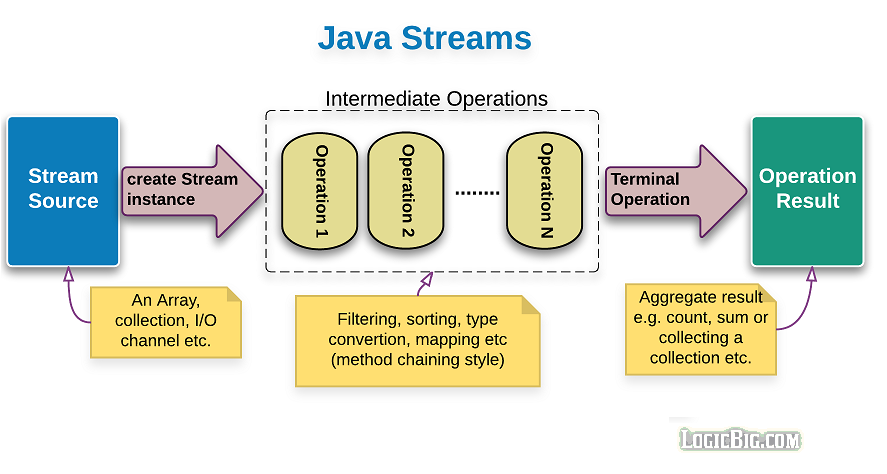 Java Streams
Intermediate Operations
Stream
Source
create Stream
instance
Operation 1
Operation 2
........
Operation N
Terminal
Operation
Operation
Result
An Array,
collection, I/O
channel etc.
Filtering, sorting, type
convertion, mapping etc
(method chaining style)
Aggregate result
e.g. count, sum or
collecting a
collection etc.
LogicBig.com